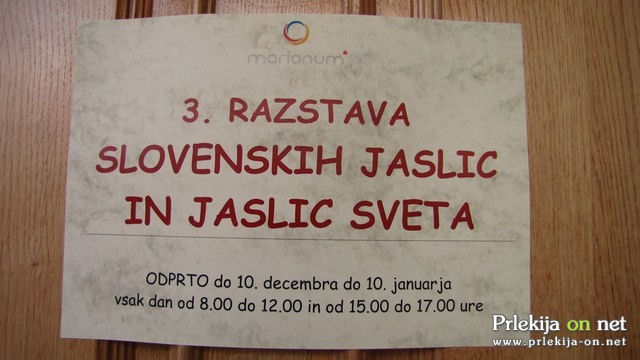 marianum
3. RAZSTAVA
SLOVENSKIH JASLIC
IN JASLIC SVETA
ODPRTO do 10. decembra do 10. januarja
vsak dan od 8.00 do 12.00 in od 15.00 do 17.00 ure
Prlekija on net
www.prlekija-on.net